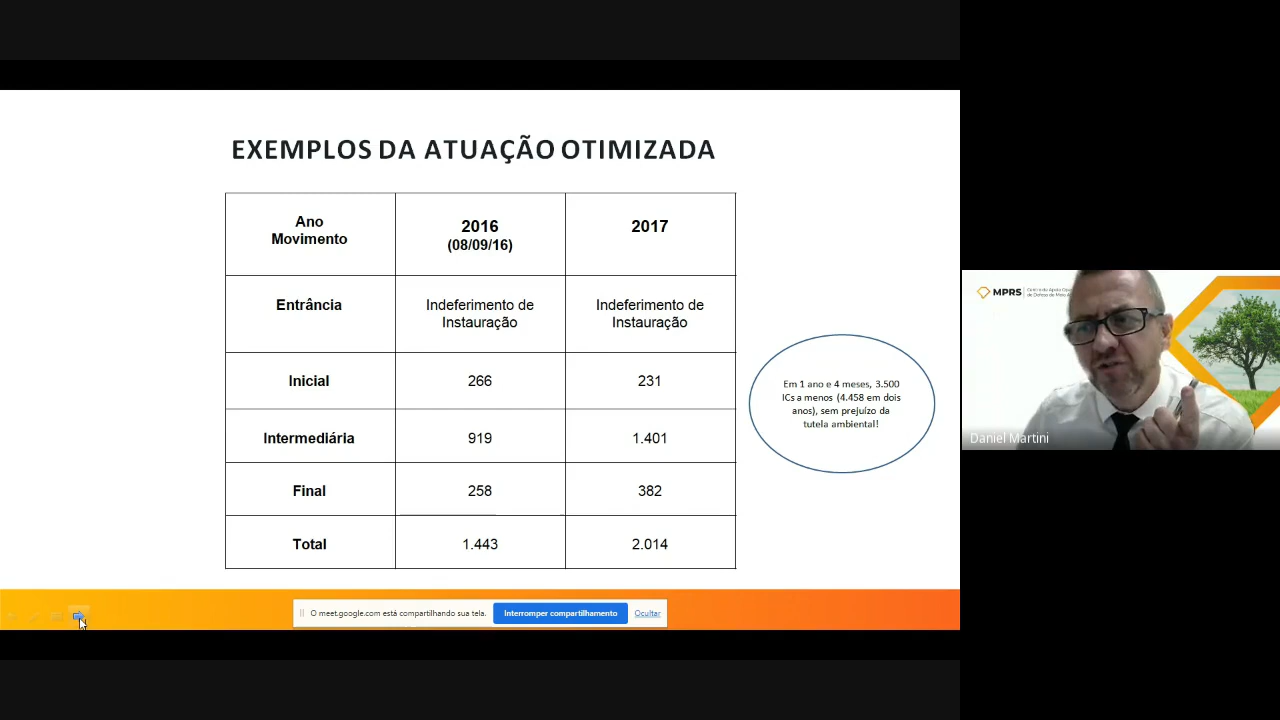 EXEMPLOS DA ATUAÇÃO OTIMIZADA
Ano
Movimento
2016
(08/09/16)
2017
Entrância
Indeferimento de
Instauração
Indeferimento de
Instauração
Inicial
266
231
Intermediária
919
1.401
Final
258
382
Total
1.443
2.014
Em 1 ano e 4 meses, 3.500
ICs a menos (4.458 em dois
anos), sem prejuízo da
tutela ambiental!
O meet.google.com está compartilhando sua tela.
Interromper compartilhamento
Ocultar
MPRS
Daniel Martini